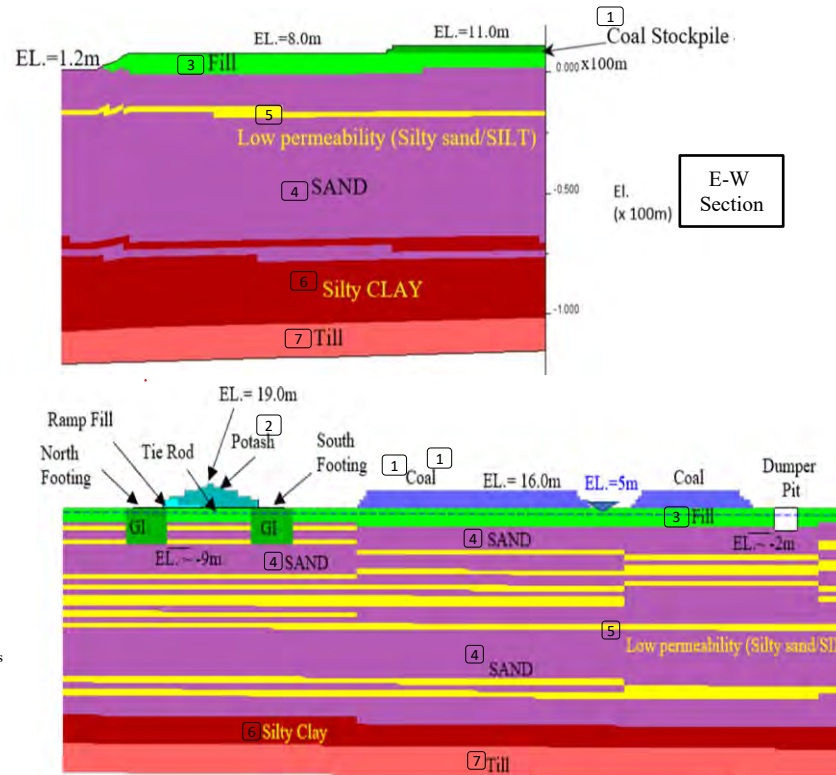 1
EL.=8.0m
EL.=11.0m
Coal Stockpile
EL.=1.2m
3 Fill
0.000 x100m
5
Low permeability (Silty sand/SILT)
4 SAND
-0.500
El.
(x 100m)
E-W
Section
6
Silty CLAY
-1.000
7 Till
EL.= 19.0m
Ramp Fill
2
Potash
North
Footing
Tie Rod
South
Footing
1 1
Coal
EL.= 16.0m
EL.=5m
Coal
Dumper
Pit
GI
GI
3 Fill
EL.~ -9m
4 SAND
4 SAND
EL.~ -2m
5
Low permeability (Silty sand/SI
4
SAND
s
6 Silty Clay
7 Till